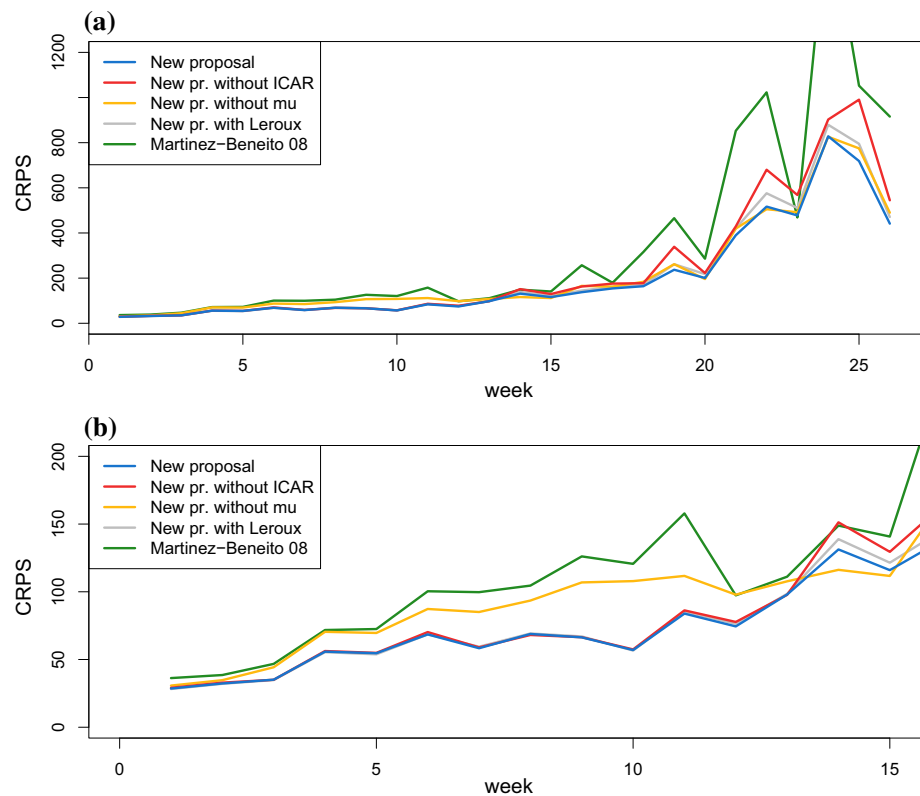 (a)
1200
800
600
400
200
0
CRPS
New proposal
New pr. without ICAR
New pr. without mu
New pr. with Leroux
Martinez−Beneito 08
0 5 10 15 20 25
week
(b)
200
150
100
50
0
CRPS
New proposal
New pr. without ICAR
New pr. without mu
New pr. with Leroux
Martinez−Beneito 08
0 5 10 15
week